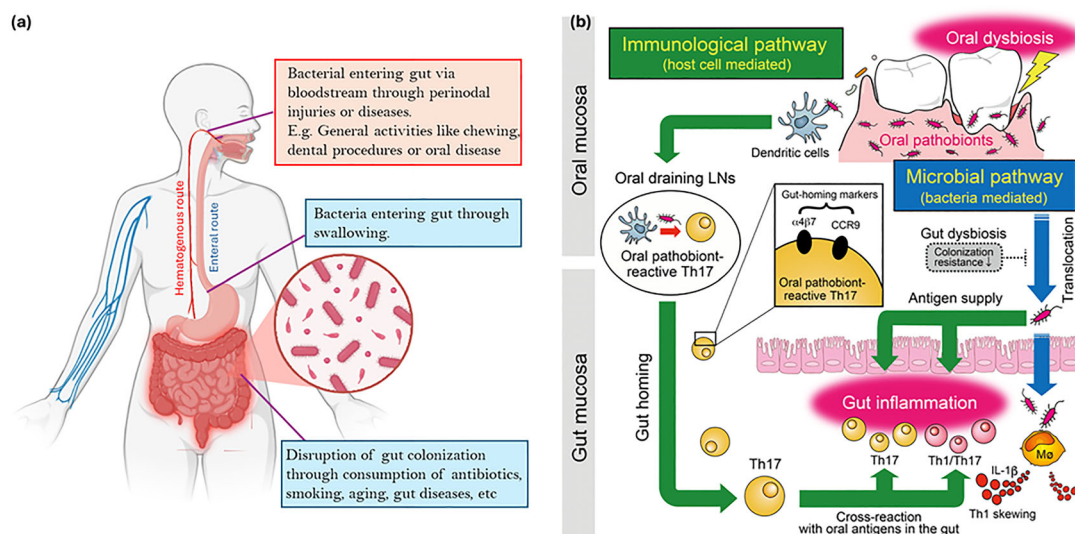 (a)
Bacterial entering gut via
bloodstream through perinodal
injuries or diseases.
E.g. General activities like chewing,
dental procedures or oral disease
Hematogenous route
Enteral route
Bacteria entering gut through
swallowing.
Disruption of gut colonization
through consumption of antibiotics,
smoking, aging, gut diseases, etc
(b)
Oral mucosa
Gut mucosa
Immunological pathway
(host cell mediated)
Oral dysbiosis
Dendritic cells
Oral pathobionts
Oral draining LNs
Oral pathobiont-
reactive Th17
Gut-homing markers
α4β7
CCR9
Oral pathobiont-
reactive Th17
Microbial pathway
(bacteria mediated)
Gut dysbiosis
Colonization
resistance ↓
Translocation
Antigen supply
Gut homing
Gut inflammation
Th17
Th1/Th17
Mø
IL-1β
Th1 skewing
Th17
Cross-reaction
with oral antigens in the gut